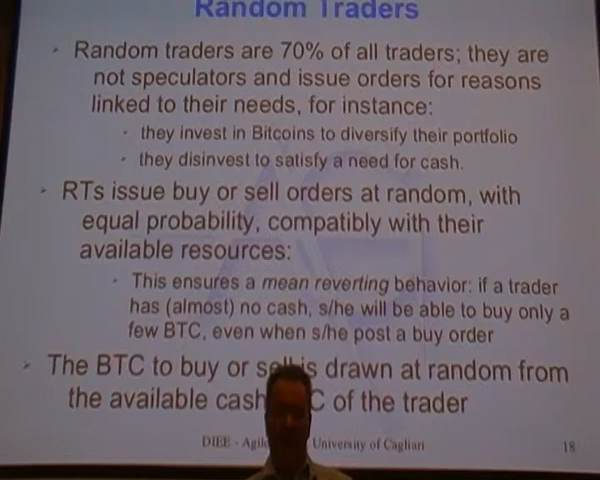 Random Traders
Random traders are 70% of all traders; they are
not speculators and issue orders for reasons
linked to their needs, for instance:
they invest in Bitcoins to diversify their portfolio
they disinvest to satisfy a need for cash.
RTs issue buy or sell orders at random, with
equal probability, compatibly with their
available resources:
This ensures a mean reverting behavior: if a trader
has (almost) no cash, s/he will be able to buy only a
few BTC, even when s/he post a buy order
The BTC to buy or sell is drawn at random from
the available cash C of the trader
DIEE - Agile University of Cagliari
18